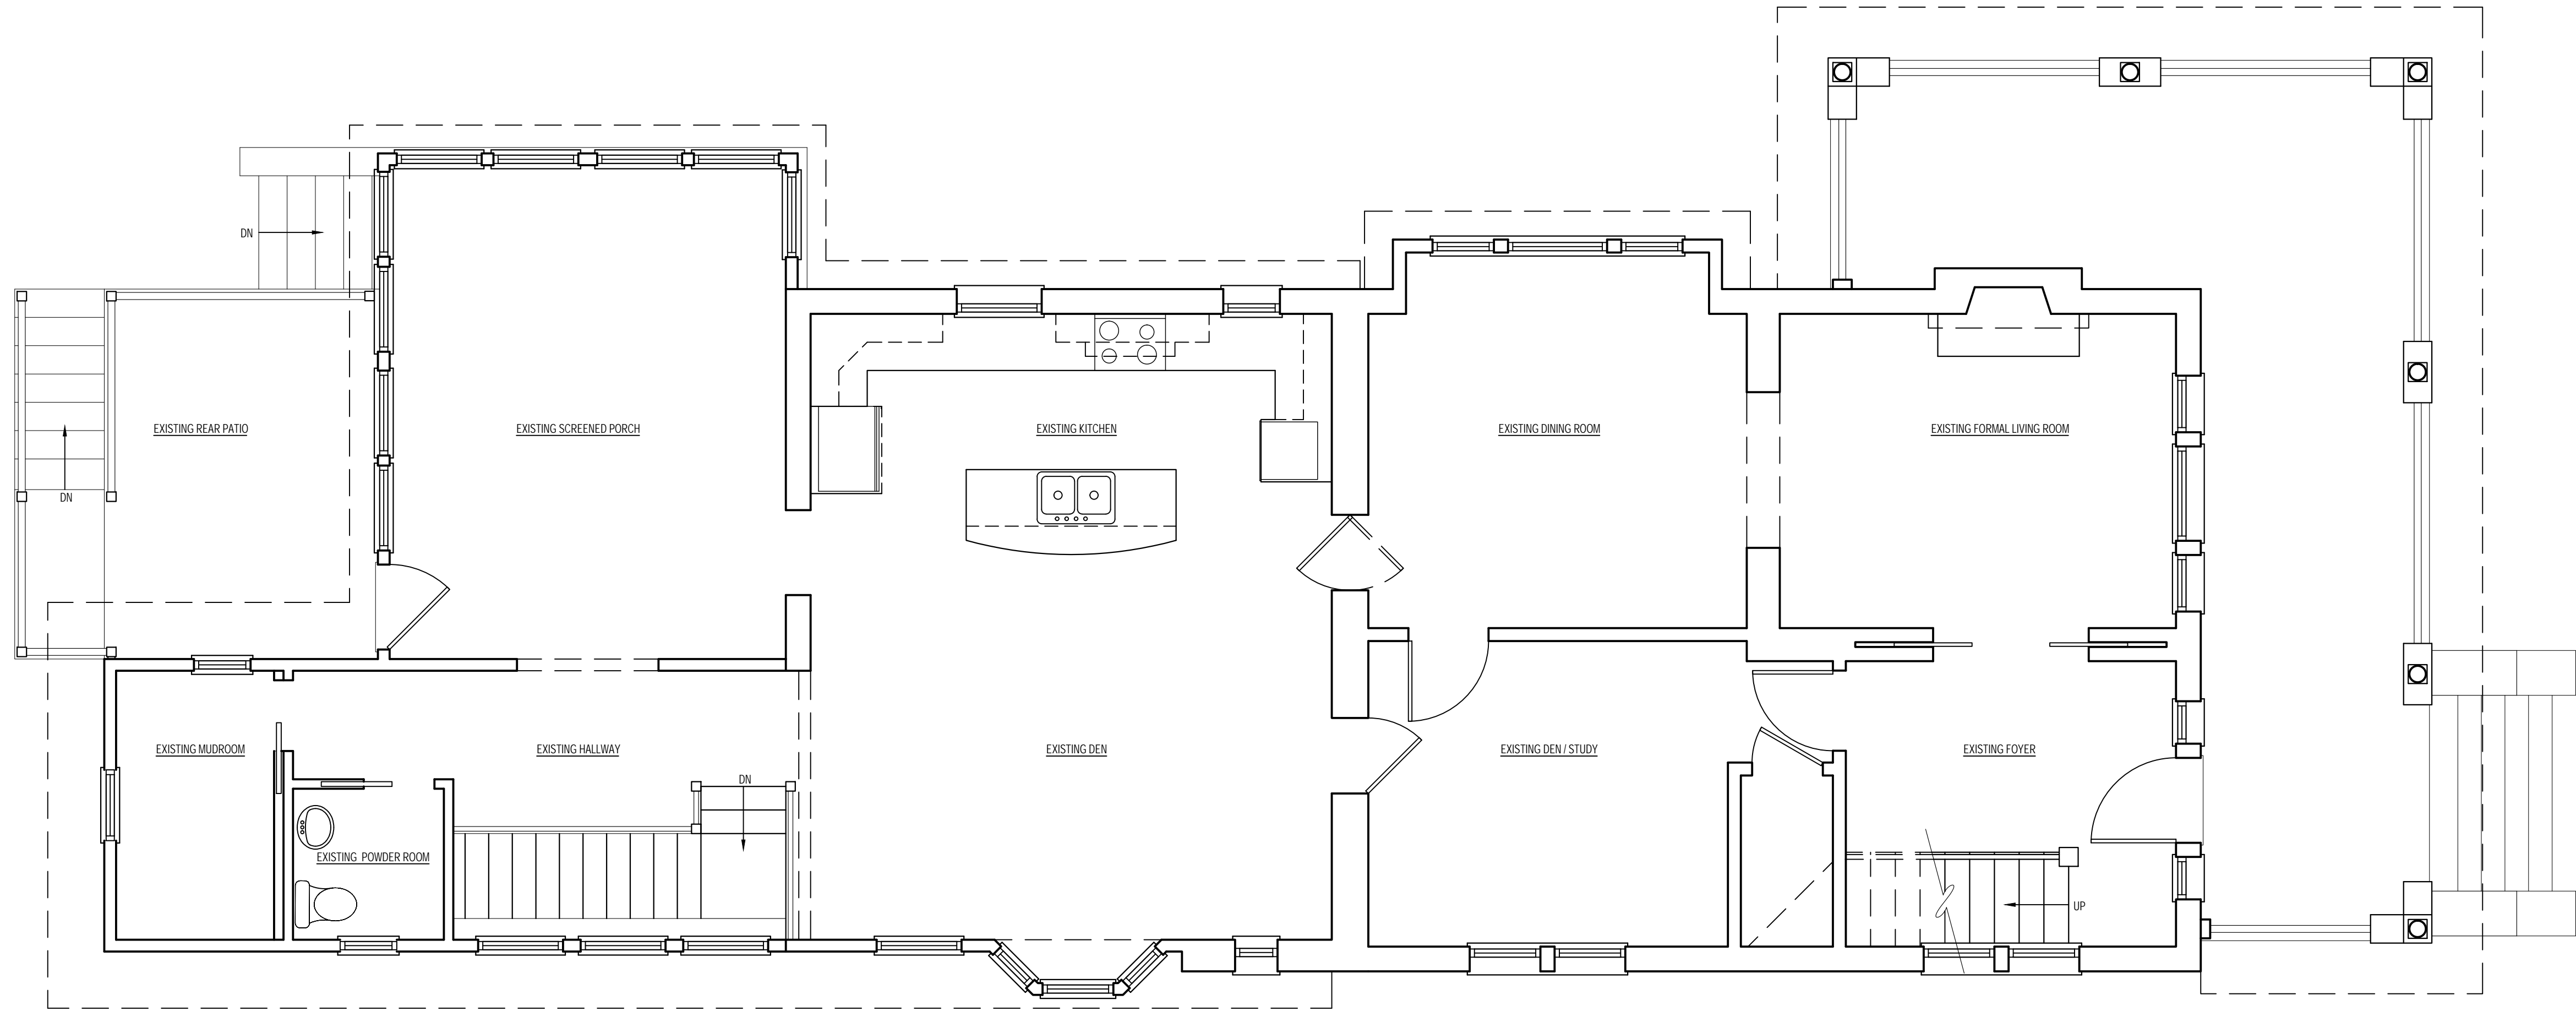 DN
EXISTING REAR PATIO
EXISTING SCREENED PORCH
EXISTING KITCHEN
EXISTING DINING ROOM
EXISTING FORMAL LIVING ROOM
DN
EXISTING MUDROOM
EXISTING HALLWAY
EXISTING DEN
EXISTING DEN / STUDY
EXISTING FOYER
DN
EXISTING POWDER ROOM
UP